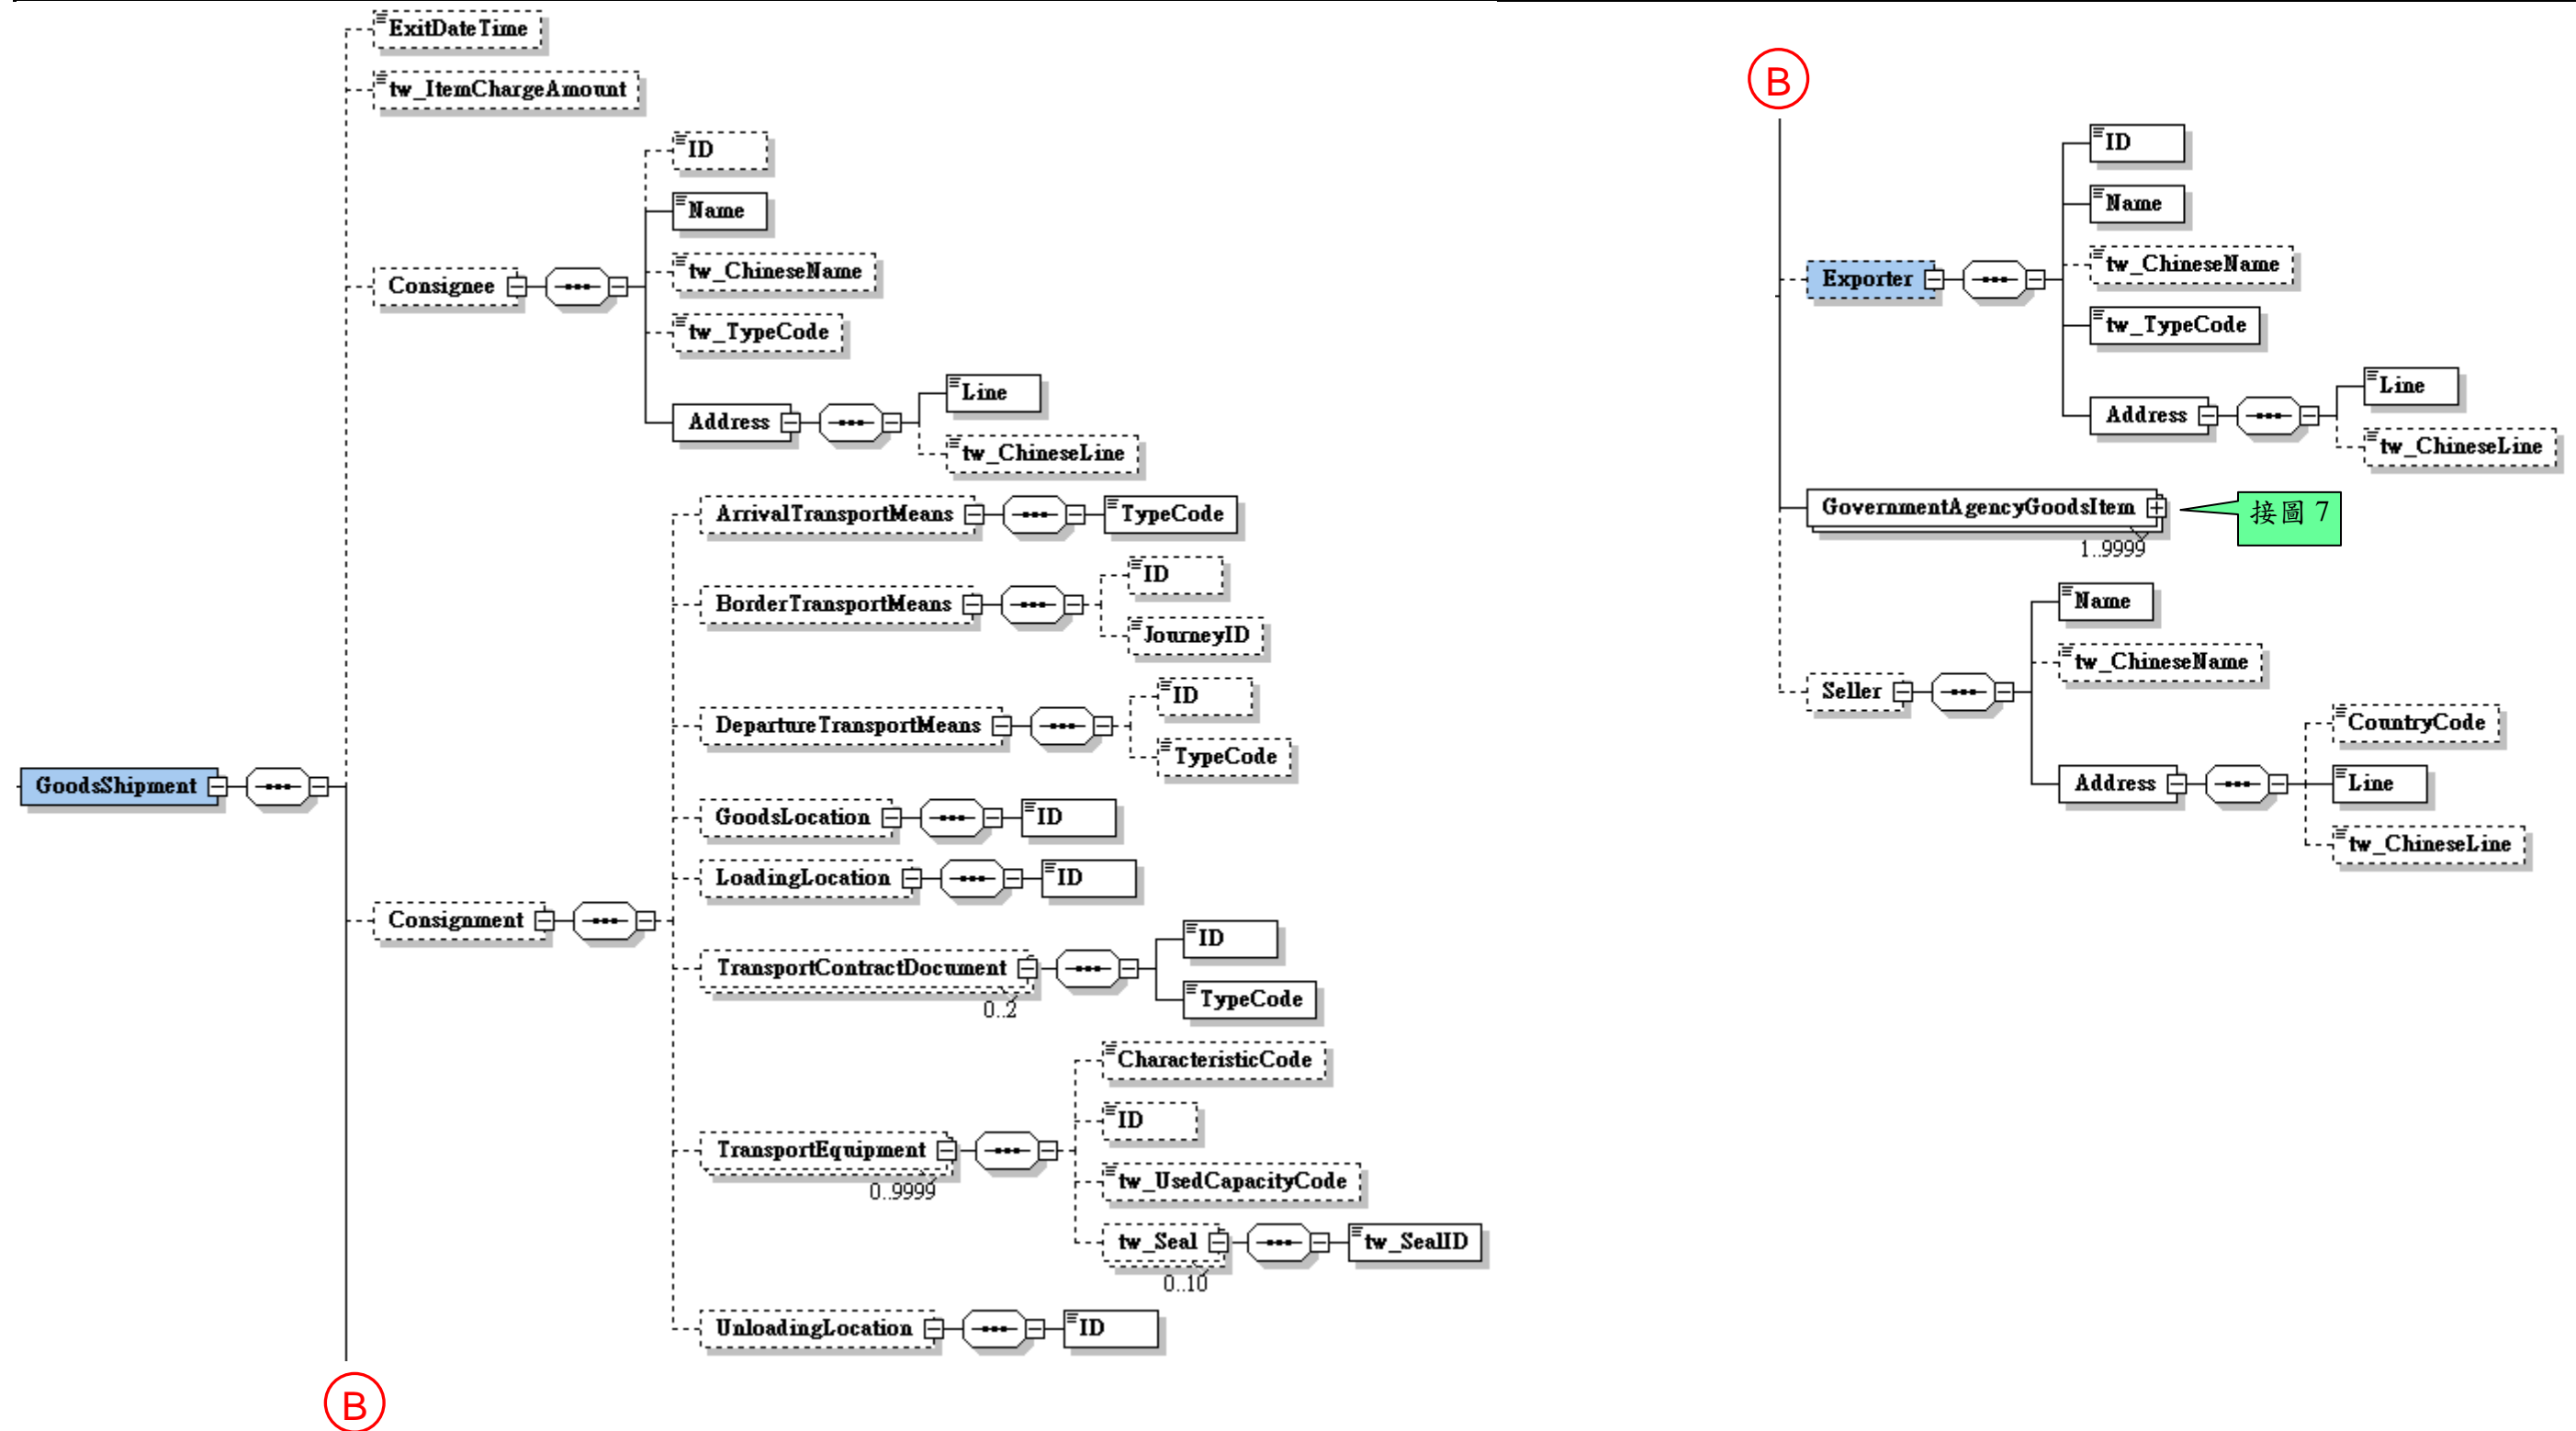 ExitDateTime
tw_ItemChargeAmount
ID
Name
tw_ChineseName
Consignee
tw_TypeCode
Line
Address
tw_ChineseLine
ArrivalTransportMeans
TypeCode
ID
BorderTransportMeans
JourneyID
ID
DepartureTransportMeans
TypeCode
GoodsShipment
GoodsLocation
ID
LoadingLocation
ID
Consignment
ID
TransportContractDocument
0..2
TypeCode
CharacteristicCode
ID
TransportEquipment
0..9999
tw_UsedCapacityCode
tw_Seal
0..10
tw_SealID
UnloadingLocation
ID
B
B
ID
Name
tw_ChineseName
Exporter
tw_TypeCode
Line
Address
tw_ChineseLine
GovernmentAgencyGoodsItem
1..9999
接圖 7
Name
tw_ChineseName
Seller
CountryCode
Address
Line
tw_ChineseLine